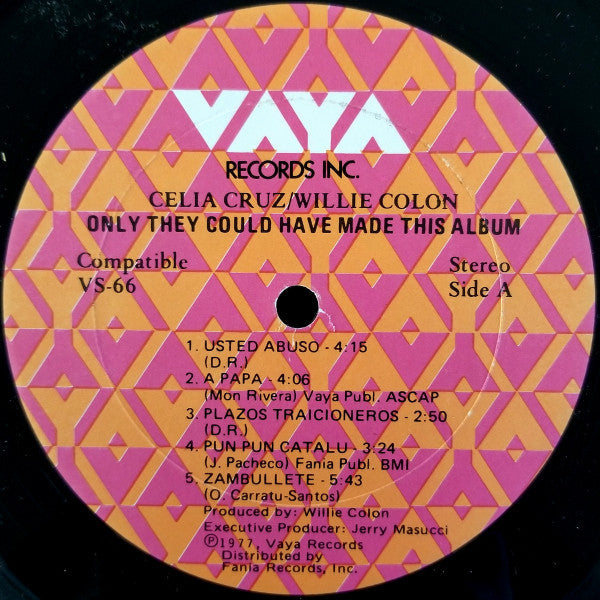 VAYA
RECORDS INC.
CELIA CRUZ/WILLIE COLON
ONLY THEY COULD HAVE MADE THIS ALBUM
Compatible
VS-66
Stereo
Side A
1. USTED ABUSO - 4:15
(D.R.)
2. A PAPA - 4:06
(Mon Rivera) Vaya Publ. ASCAP
3. PLAZOS TRAICIONEROS - 2:50
(D.R.)
4. PUN PUN CATALU - 3:24
(J. Pacheco) Fania Publ. BMI
5. ZAMBULLETE - 5:43
(O. Carratu-Santos)
Produced by: Willie Colon
Executive Producer: Jerry Masucci
Ⓟ1977, Vaya Records
Distributed by
Fania Records, Inc.